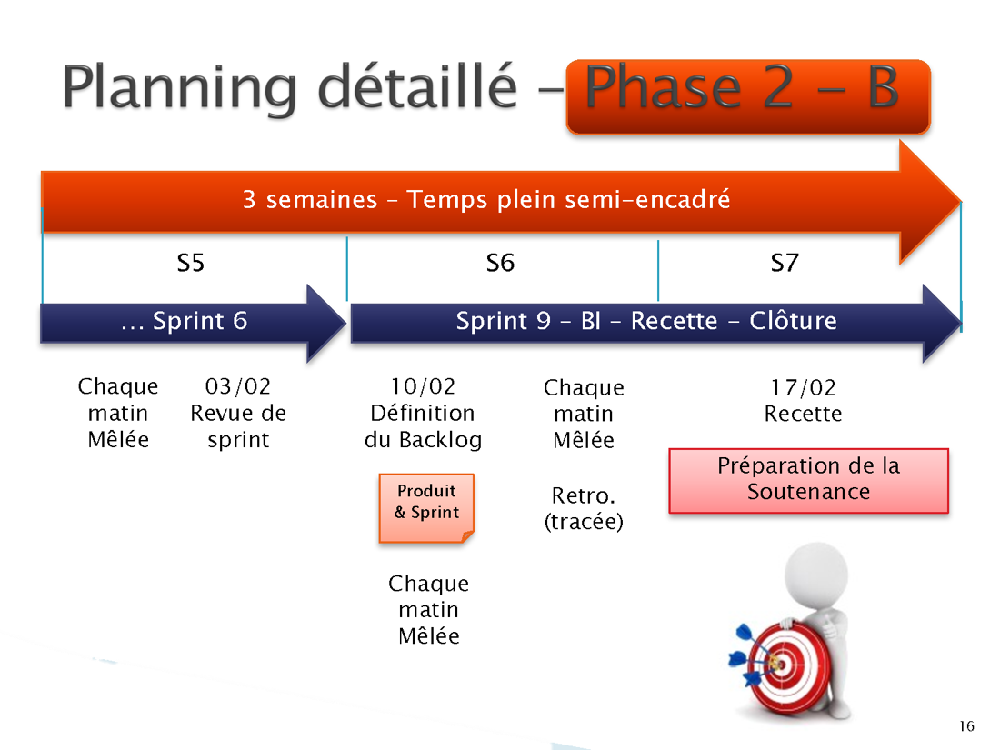 Planning détaillé – Phase 2 – B
3 semaines – Temps plein semi-encadré
S5
S6
S7
... Sprint 6
Sprint 9 – BI – Recette – Clôture
Chaque
matin
Mêlée
03/02
Revue de
sprint
10/02
Définition
du Backlog
Produit
& Sprint
Chaque
matin
Mêlée
Chaque
matin
Mêlée
Retro.
(tracée)
17/02
Recette
Préparation de la
Soutenance
16